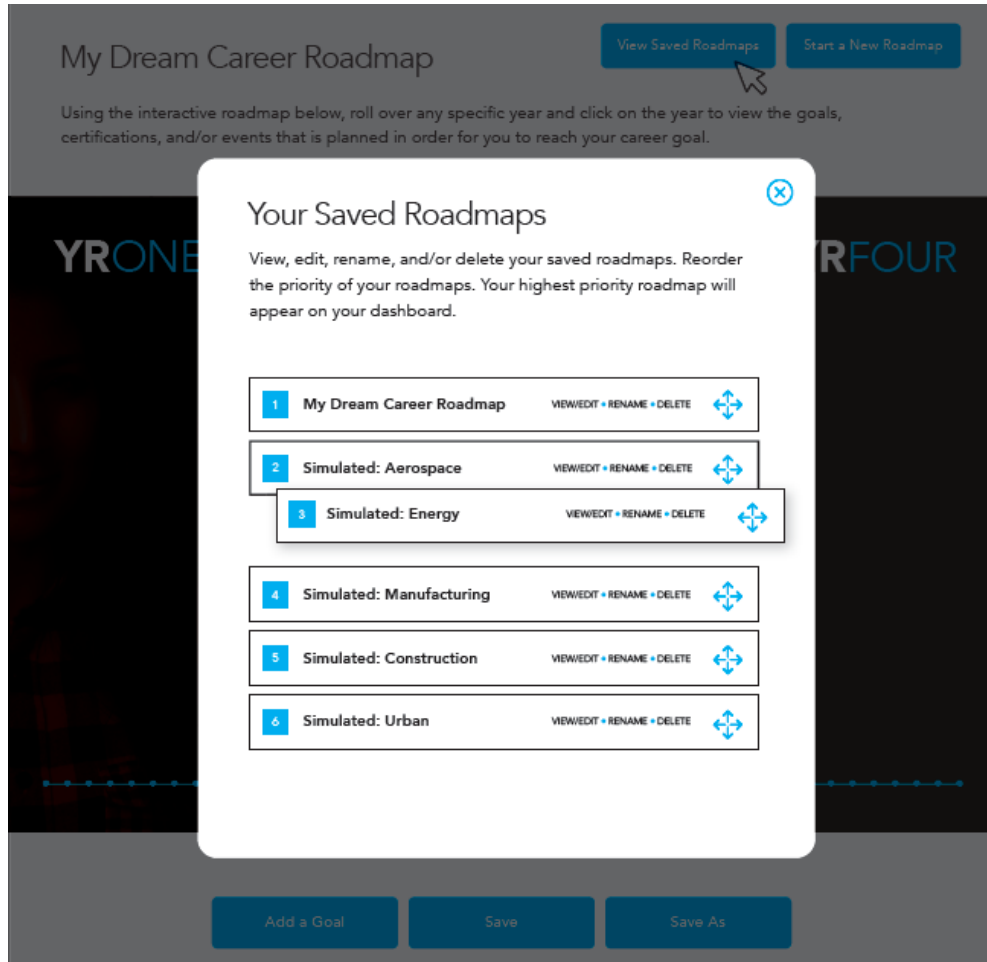 My Dream Career Roadmap
View Saved Roadmaps
Start a New Roadmap
Using the interactive roadmap below, roll over any specific year and click on the year to view the goals,
certifications, and/or events that is planned in order for you to reach your career goal.
YRONE
RFOUR
Your Saved Roadmaps
View, edit, rename, and/or delete your saved roadmaps. Reorder
the priority of your roadmaps. Your highest priority roadmap will
appear on your dashboard.
1 My Dream Career Roadmap VIEW/EDIT • RENAME • DELETE
2 Simulated: Aerospace VIEW/EDIT • RENAME • DELETE
3 Simulated: Energy VIEW/EDIT • RENAME • DELETE
4 Simulated: Manufacturing VIEW/EDIT • RENAME • DELETE
5 Simulated: Construction VIEW/EDIT • RENAME • DELETE
6 Simulated: Urban VIEW/EDIT • RENAME • DELETE
Add a Goal
Save
Save As